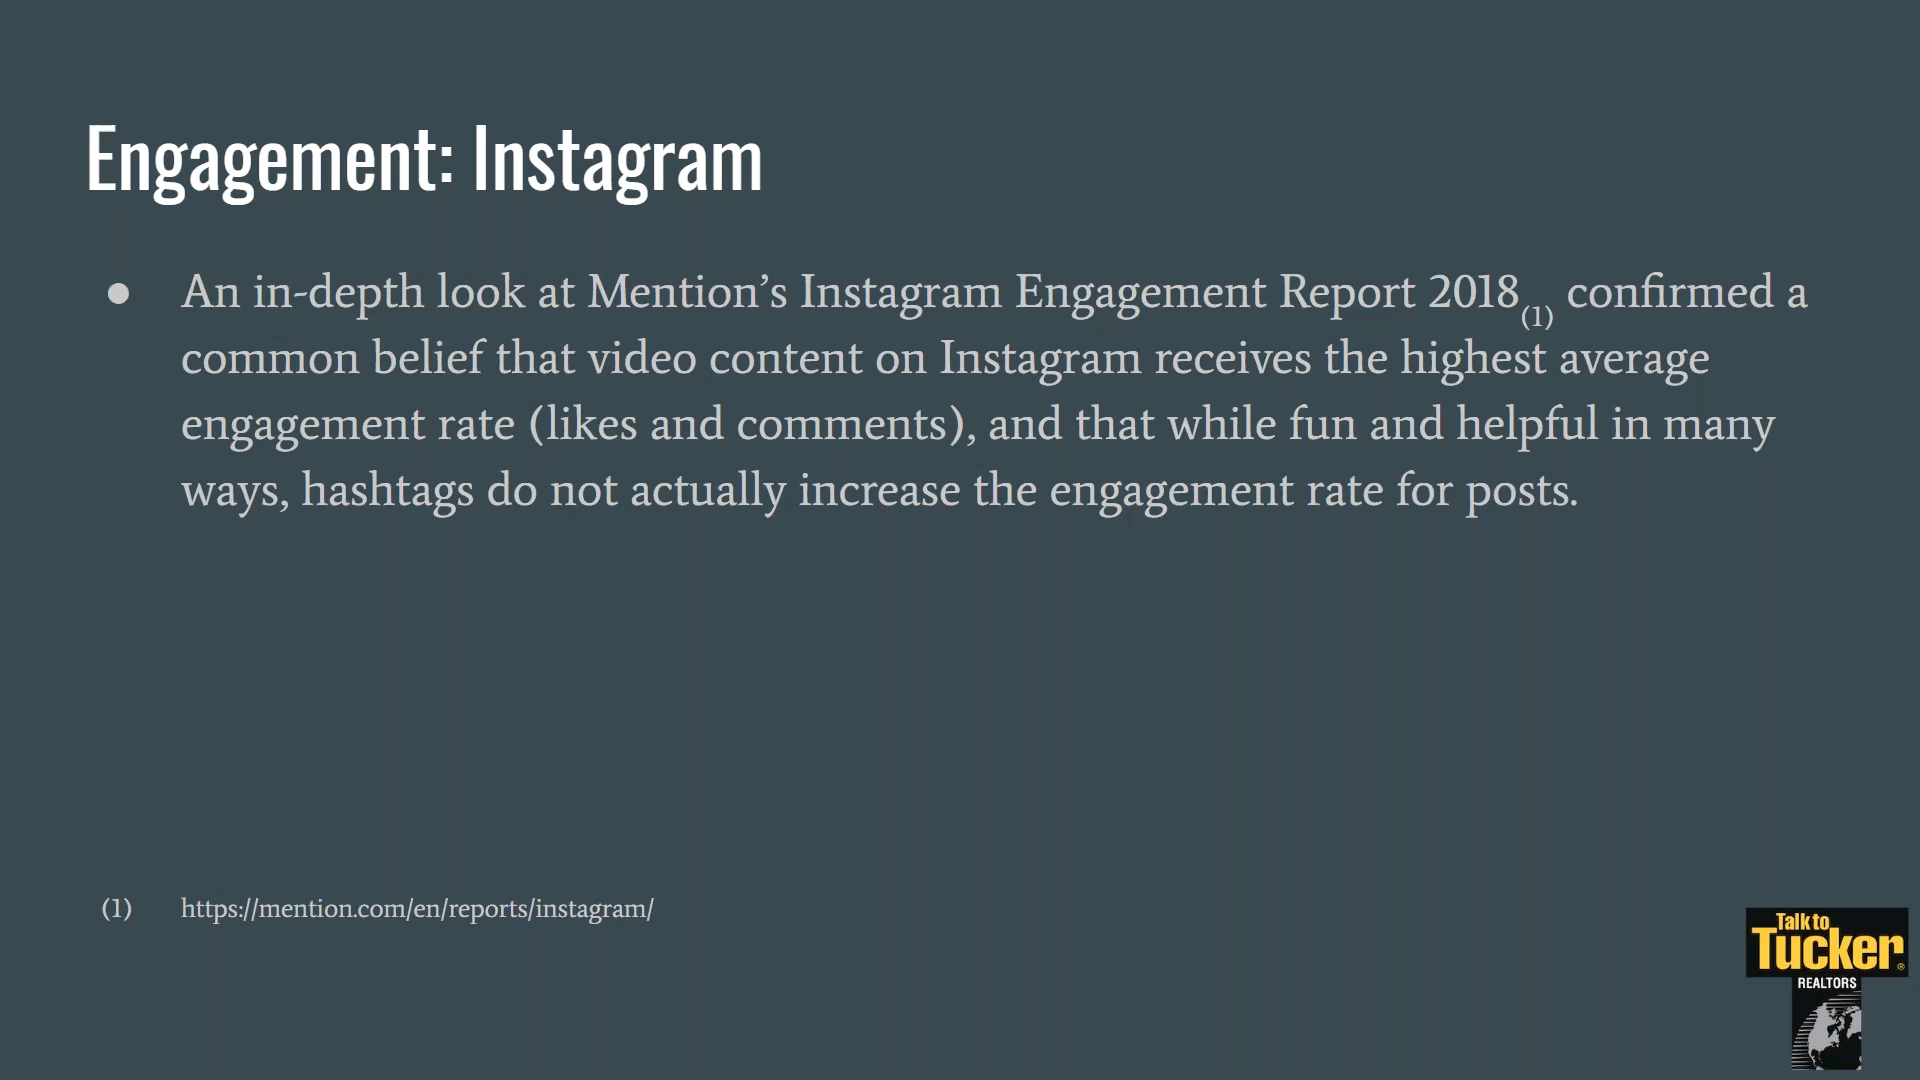 Engagement: Instagram
● An in-depth look at Mention’s Instagram Engagement Report 2018(1) confirmed a
common belief that video content on Instagram receives the highest average
engagement rate (likes and comments), and that while fun and helpful in many
ways, hashtags do not actually increase the engagement rate for posts.
(1) https://mention.com/en/reports/instagram/
Talk to
Tucker®
REALTORS